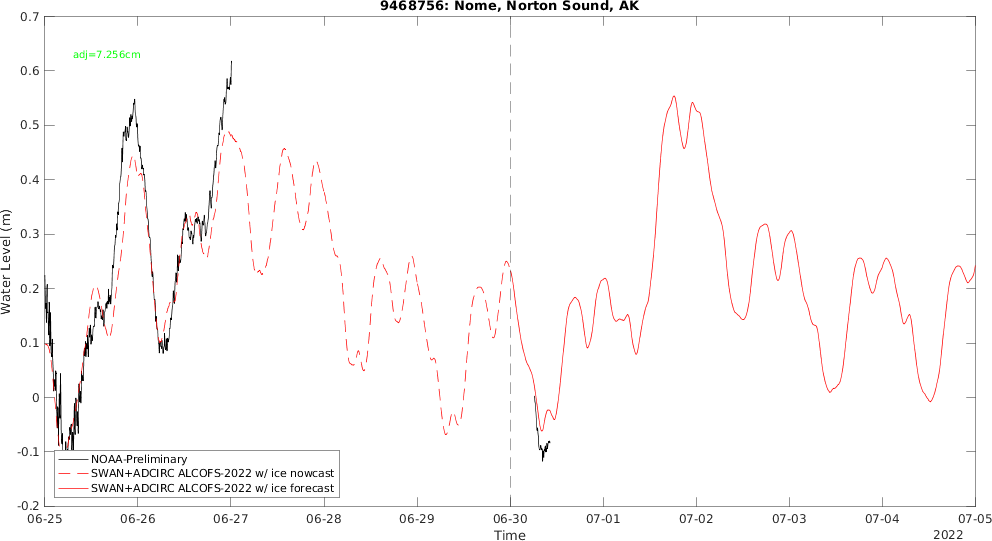 9468756: Nome, Norton Sound, AK
adj=7.256cm
Water Level (m)
0.7
0.6
0.5
0.4
0.3
0.2
0.1
0
-0.1
-0.2
NOAA-Preliminary
SWAN+ADCIRC ALCOFS-2022 w/ ice nowcast
SWAN+ADCIRC ALCOFS-2022 w/ ice forecast
06-25 06-26 06-27 06-28 06-29 06-30 07-01 07-02 07-03 07-04 07-05
Time
2022